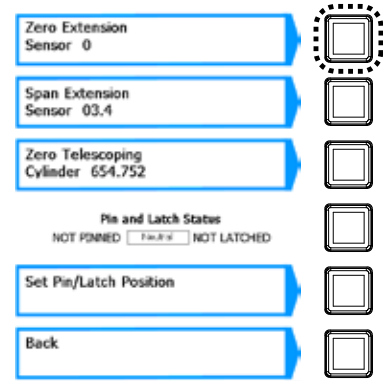 Zero Extension
Sensor 0
Span Extension
Sensor 03.4
Zero Telescoping
Cylinder 654.752
Pin and Latch Status
NOT PINNED Neutral NOT LATCHED
Set Pin/Latch Position
Back